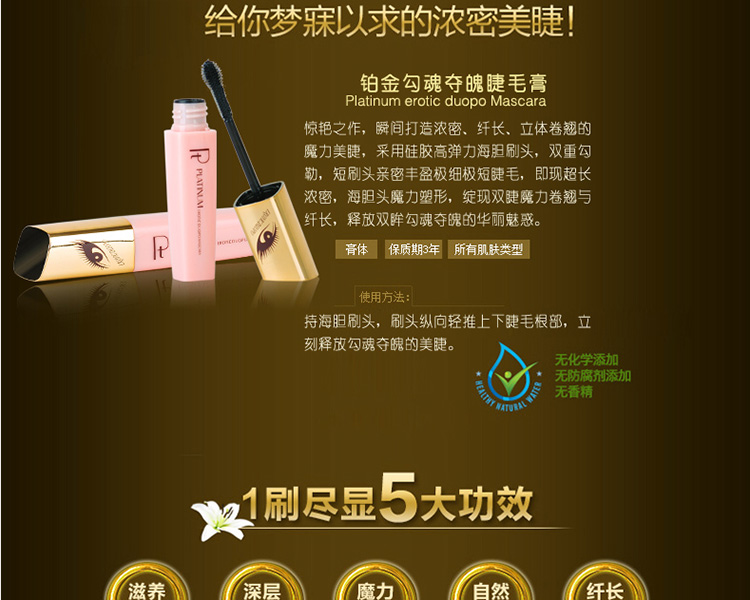 给你梦寐以求的浓密美睫!
铂金勾魂夺魄睫毛膏
Platinum erotic duopo Mascara
惊艳之作，瞬间打造浓密、纤长、立体卷翘的
魔力美睫，采用硅胶高弹力海胆刷头，双重勾
勒，短刷头亲密丰盈极细极短睫毛，即现超长
浓密，海胆头魔力塑形，绽现双睫魔力卷翘与
纤长，释放双眸勾魂夺魄的华丽魅惑。
膏体 保质期3年 所有肌肤类型
使用方法:
持海胆刷头，刷头纵向轻推上下睫毛根部，立
刻释放勾魂夺魄的美睫。
HEALTHY NATURAL WATER
无化学添加
无防腐剂添加
无香精
Pt
PLATINUM
Pt
1刷尽显5大功效
滋养 深层 魔力 自然 纤长